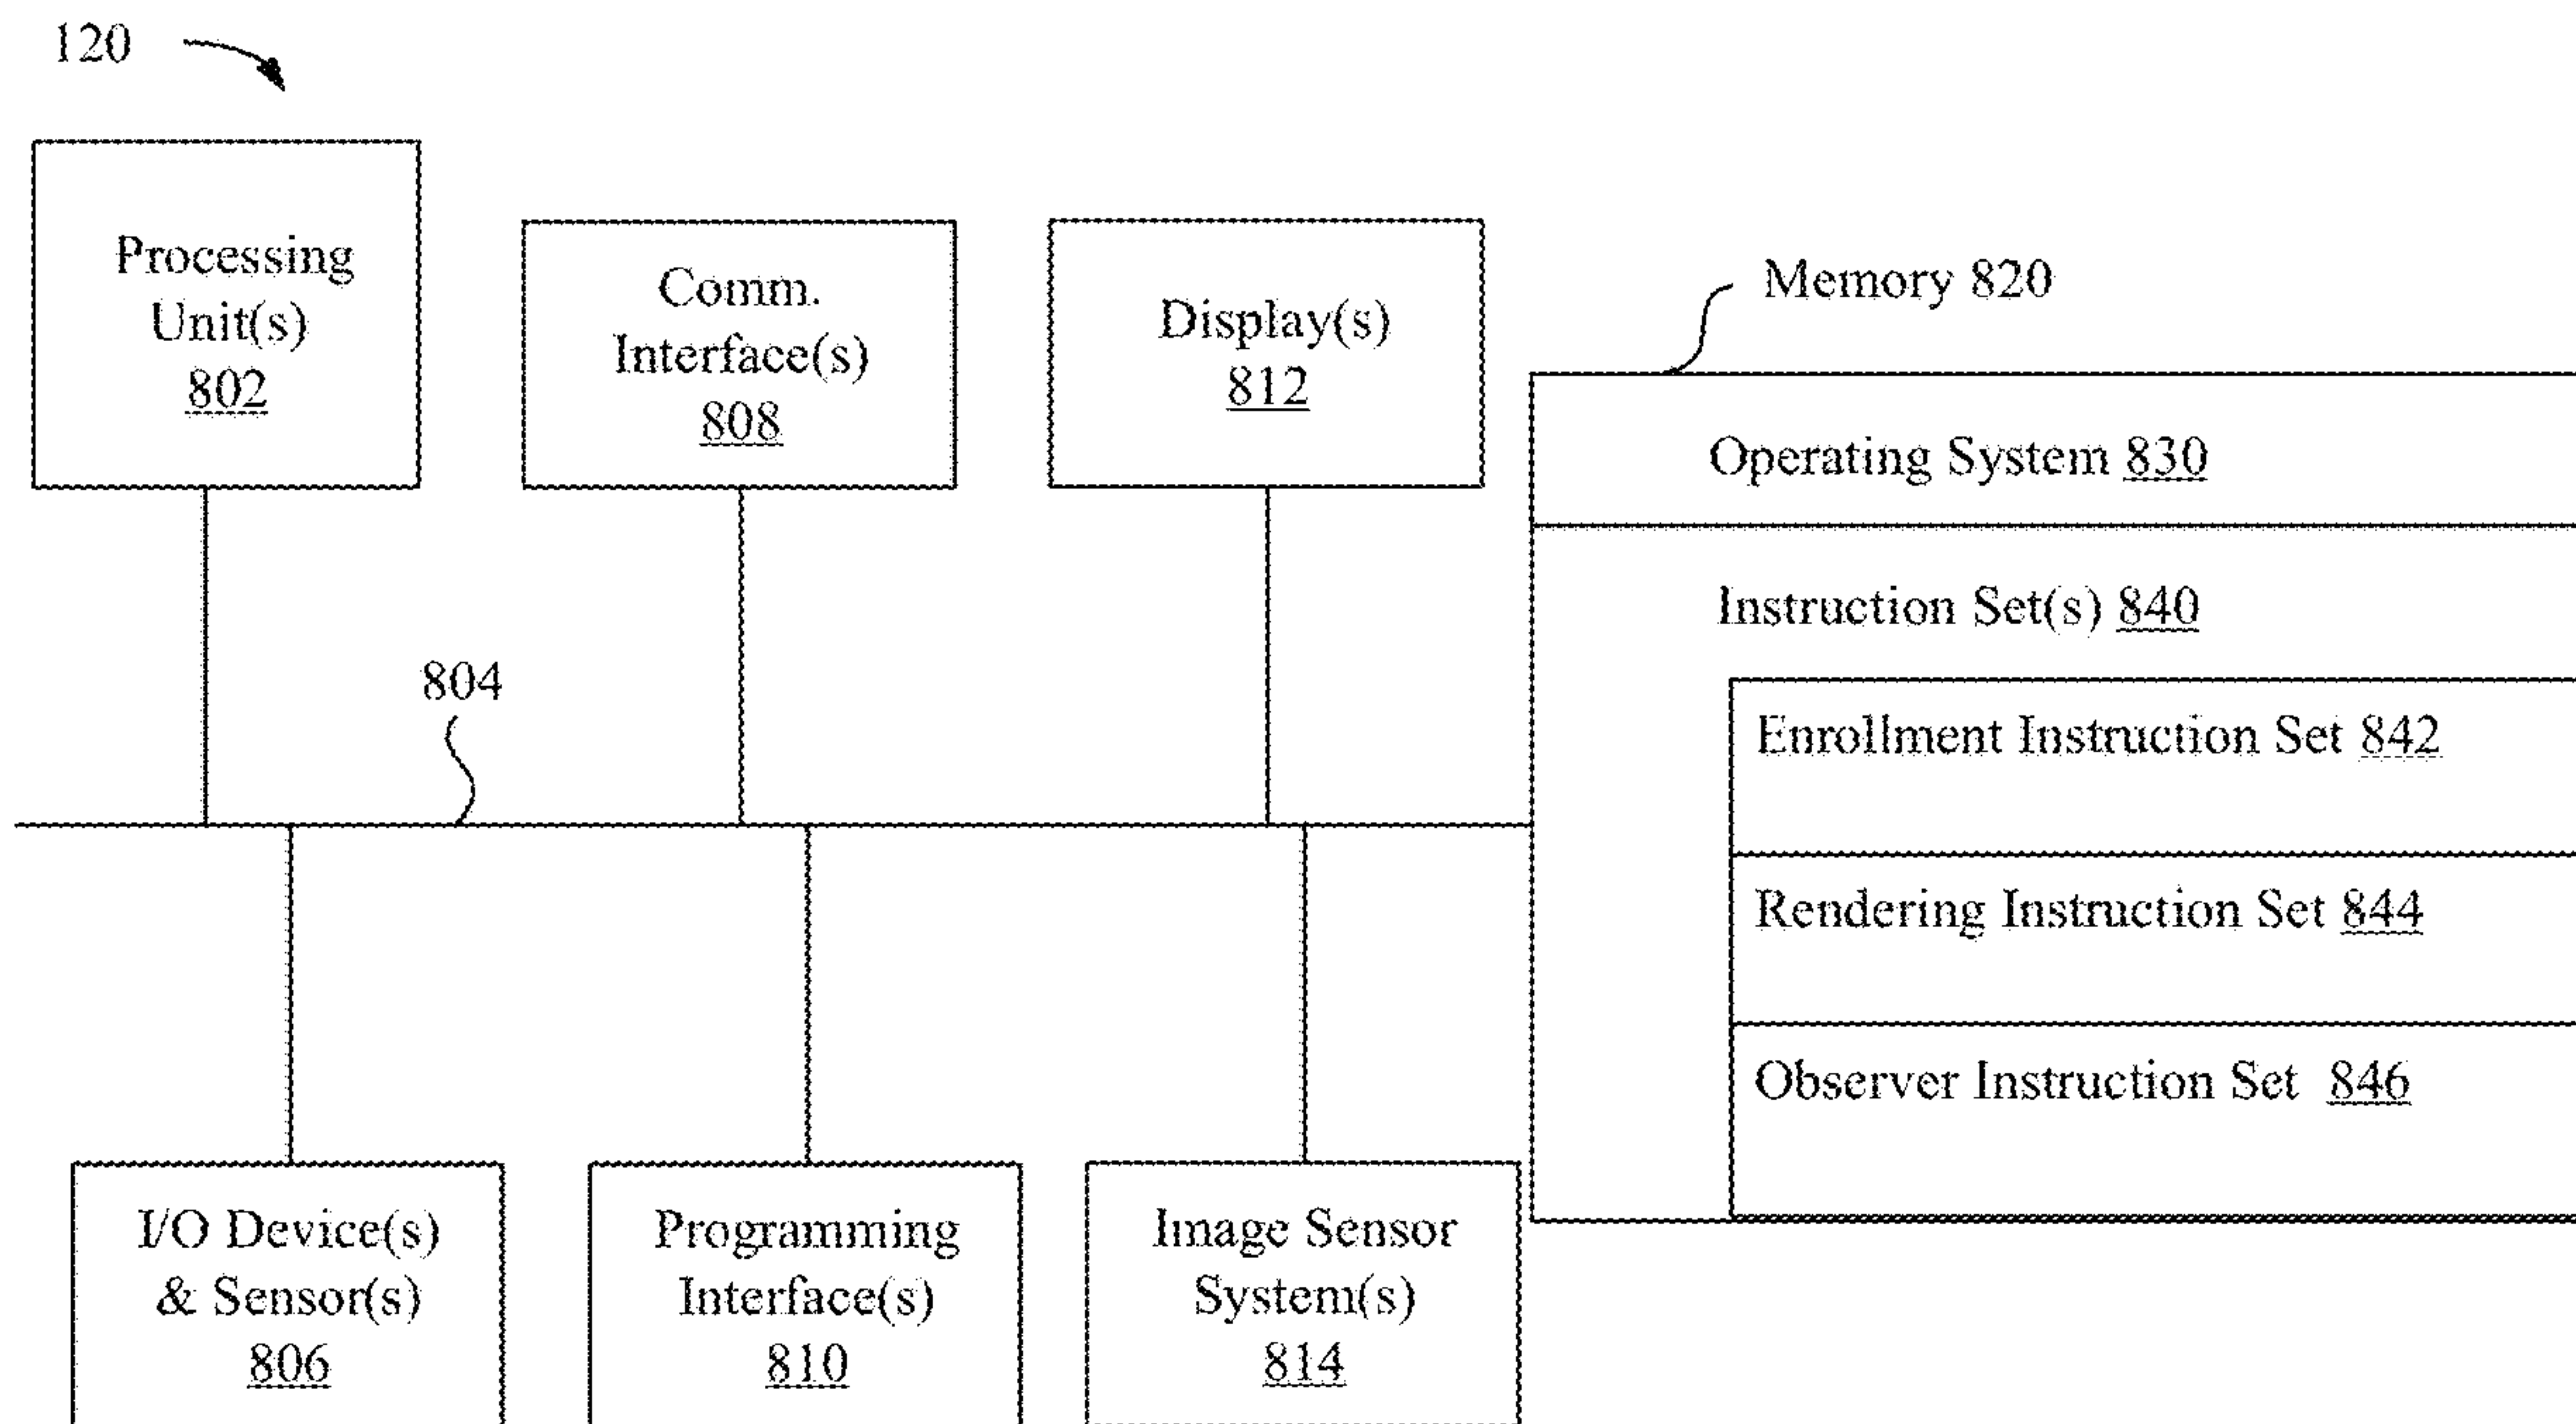 120
Processing
Unit(s)
802
Comm.
Interface(s)
808
Display(s)
812
Memory 820
Operating System 830
Instruction Set(s) 840
Enrollment Instruction Set 842
Rendering Instruction Set 844
Observer Instruction Set 846
804
I/O Device(s)
& Sensor(s)
806
Programming
Interface(s)
810
Image Sensor
System(s)
814